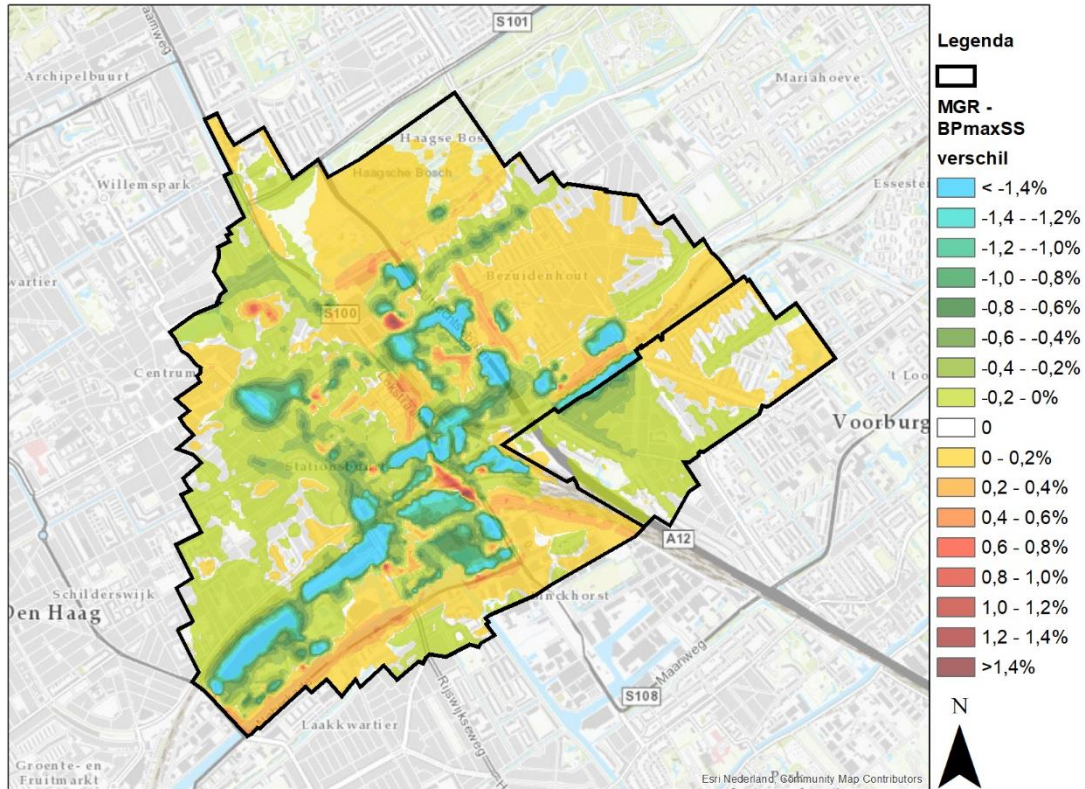 S101
Archipelbuurt
Mariahoeve
Haagse Bos
Haagsche Bosch
Willemspark
Bezuidenhout
S100
Centrum
Voorburg
A12
Schilderswijk
Den Haag
Maanweg
S108
Rijswijkseweg
Laakkwartier
Groente- en
Fruitmarkt
Esri Nederland, Community Map Contributors
Legenda
MGR -
BPmaxSS
verschil
< -1,4%
-1,4 - -1,2%
-1,2 - -1,0%
-1,0 - -0,8%
-0,8 - -0,6%
-0,6 - -0,4%
-0,4 - -0,2%
-0,2 - 0%
0
0 - 0,2%
0,2 - 0,4%
0,4 - 0,6%
0,6 - 0,8%
0,8 - 1,0%
1,0 - 1,2%
1,2 - 1,4%
>1,4%
N